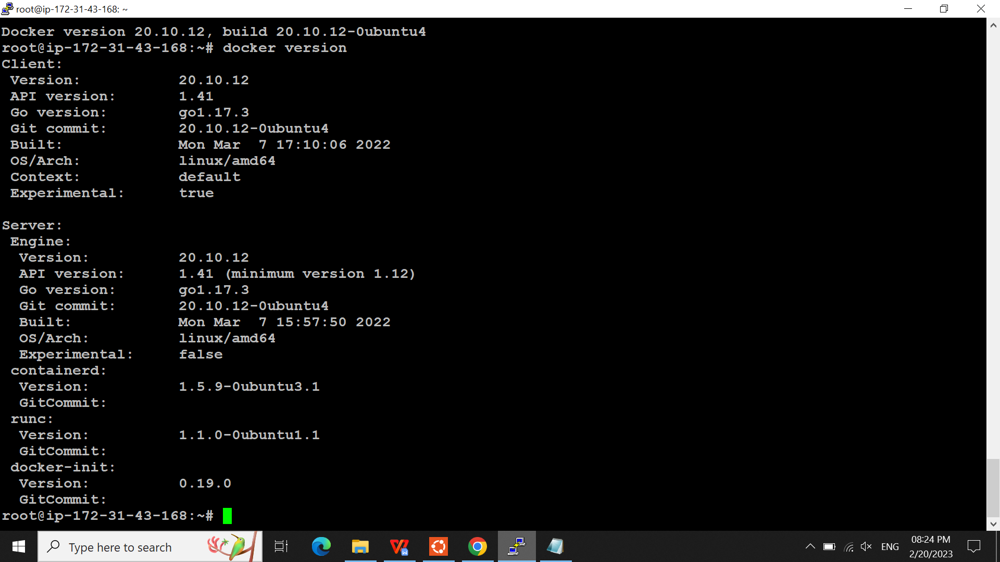 root@ip-172-31-43-168: ~
Docker version 20.10.12, build 20.10.12-0ubuntu4
root@ip-172-31-43-168:~# docker version
Client:
 Version:           20.10.12
 API version:       1.41
 Go version:        go1.17.3
 Git commit:        20.10.12-0ubuntu4
 Built:             Mon Mar  7 17:10:06 2022
 OS/Arch:           linux/amd64
 Context:           default
 Experimental:      true

Server:
 Engine:
  Version:          20.10.12
  API version:      1.41 (minimum version 1.12)
  Go version:       go1.17.3
  Git commit:       20.10.12-0ubuntu4
  Built:            Mon Mar  7 15:57:50 2022
  OS/Arch:          linux/amd64
  Experimental:     false
 containerd:
  Version:          1.5.9-0ubuntu3.1
  GitCommit:
 runc:
  Version:          1.1.0-0ubuntu1.1
  GitCommit:
 docker-init:
  Version:          0.19.0
  GitCommit:
root@ip-172-31-43-168:~#
Type here to search
ENG
08:24 PM
2/20/2023